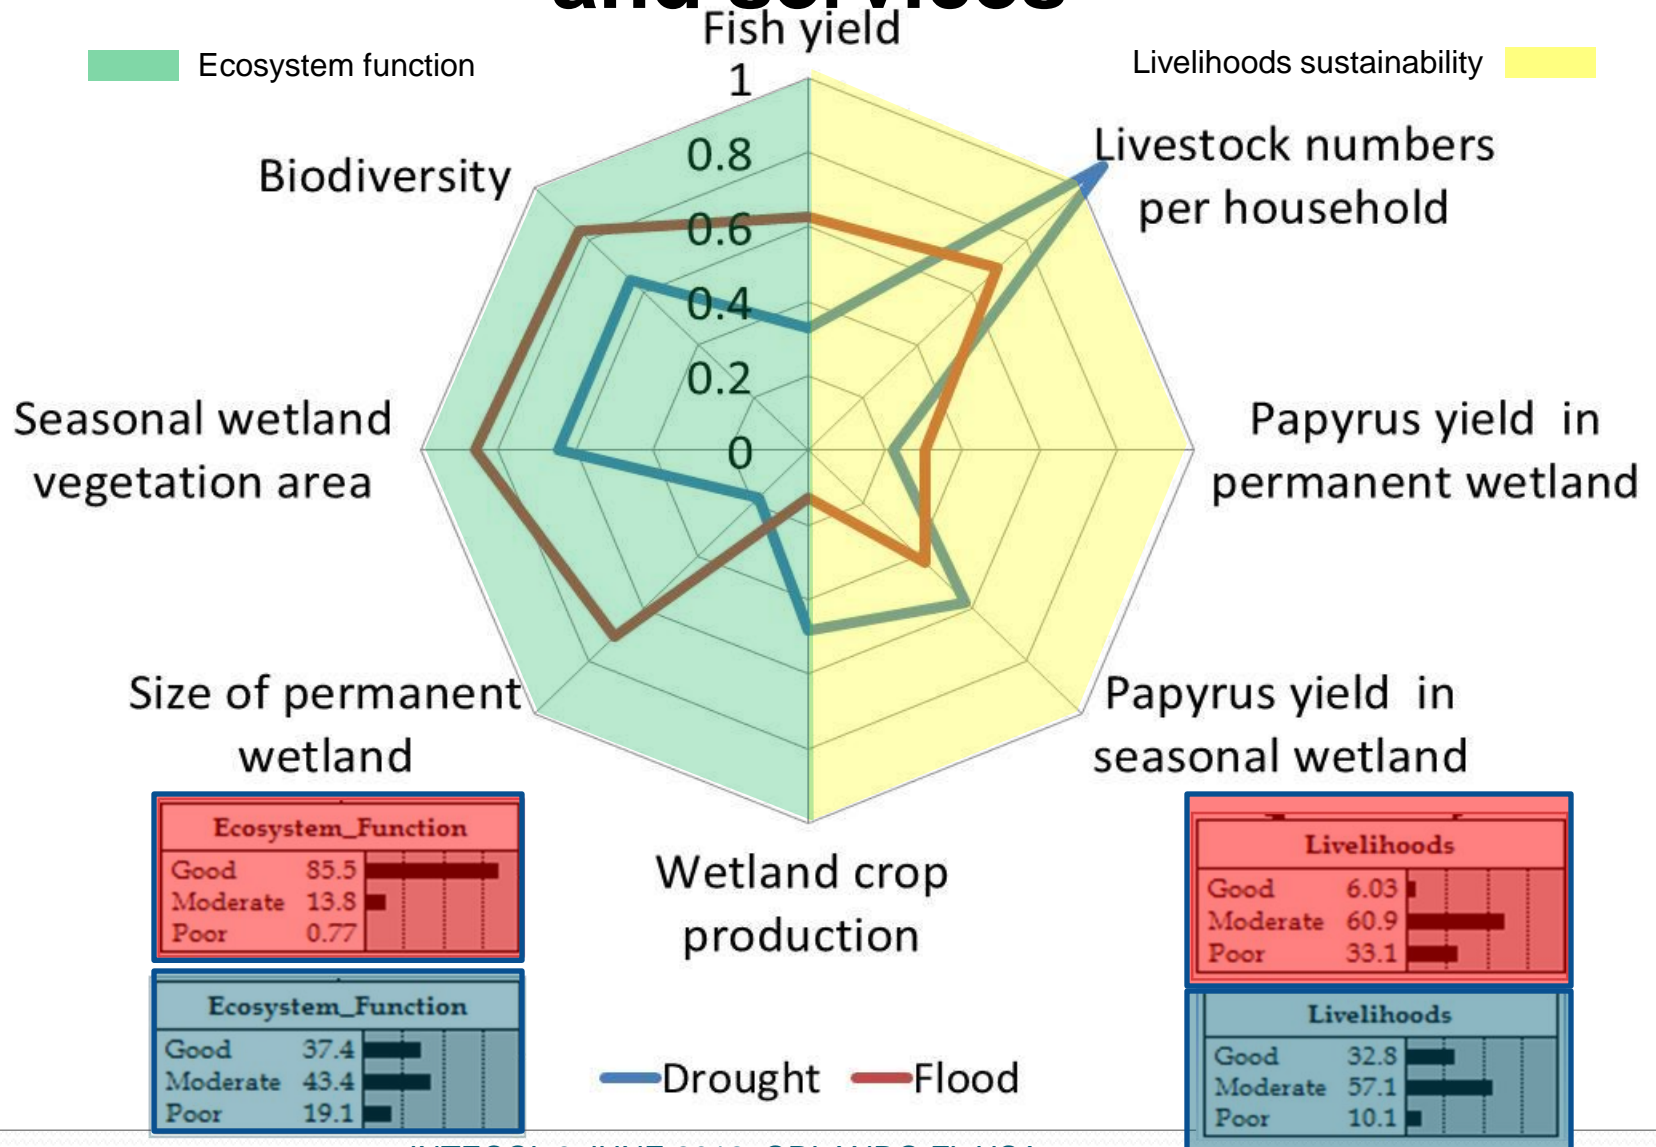 and services
Fish yield
Ecosystem function
Livelihoods sustainability
1
0.8
0.6
0.4
0.2
0
Livestock numbers
per household
Biodiversity
Seasonal wetland
vegetation area
Papyrus yield in
permanent wetland
Size of permanent
wetland
Papyrus yield in
seasonal wetland
Wetland crop
production
Ecosystem_Function
Good 85.5
Moderate 13.8
Poor 0.77
Livelihoods
Good 6.03
Moderate 60.9
Poor 33.1
Ecosystem_Function
Good 37.4
Moderate 43.4
Poor 19.1
Livelihoods
Good 32.8
Moderate 57.1
Poor 10.1
Drought Flood